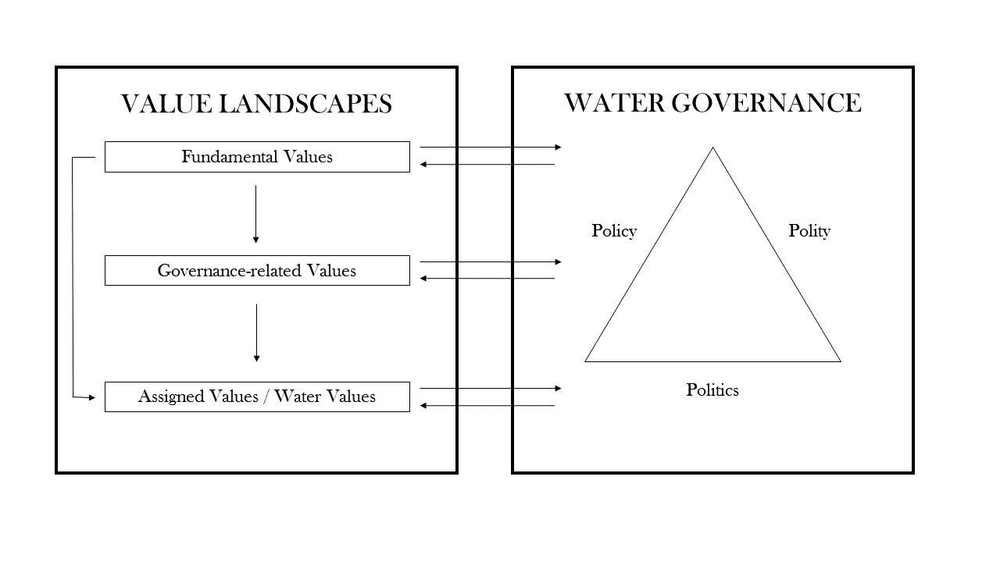 VALUE LANDSCAPES
Fundamental Values
Governance-related Values
Assigned Values / Water Values
WATER GOVERNANCE
Policy
Polity
Politics